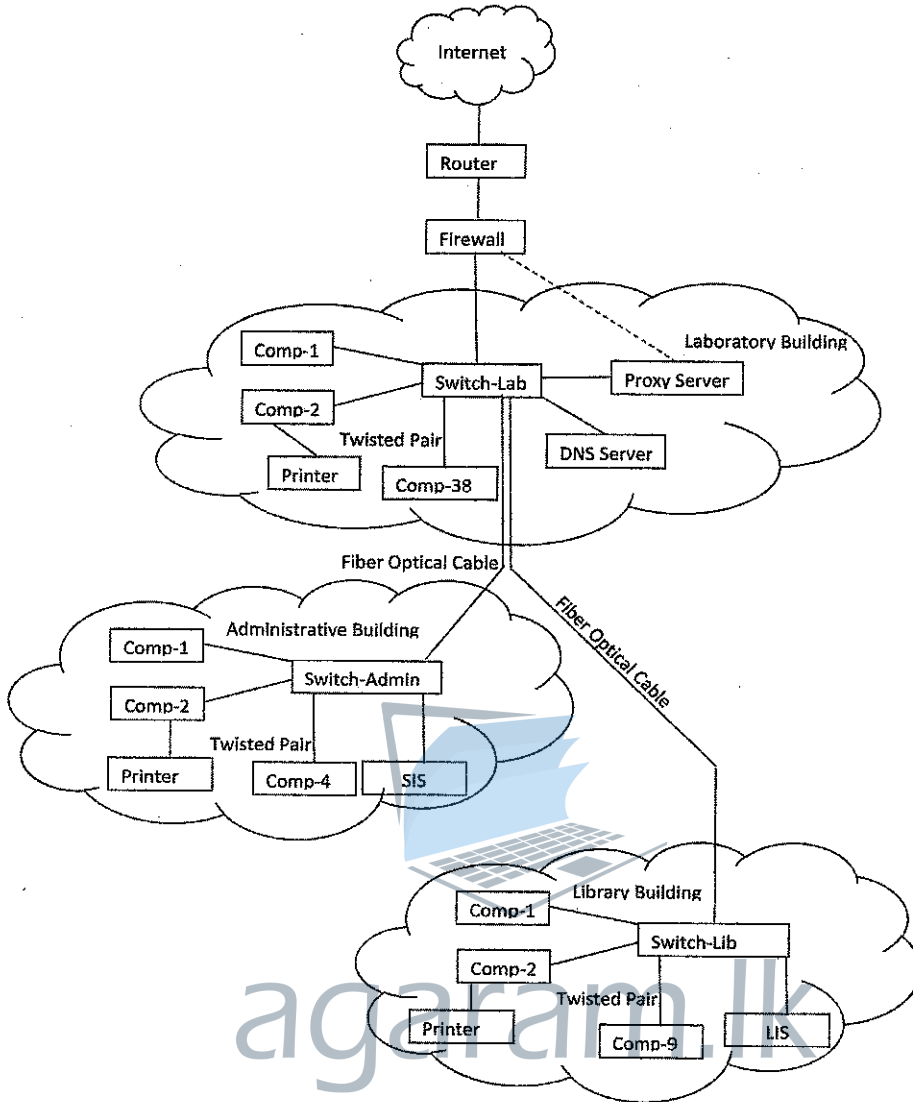 Internet
Router
Firewall
Laboratory Building
Comp-1
Switch-Lab
Proxy Server
Comp-2
Twisted Pair
DNS Server
Printer
Comp-38
Fiber Optical Cable
Fiber Optical Cable
Administrative Building
Comp-1
Switch-Admin
Comp-2
Twisted Pair
Printer
Comp-4
SIS
Library Building
Comp-1
Switch-Lib
Comp-2
Twisted Pair
Printer
Comp-9
LIS
agaram.lk